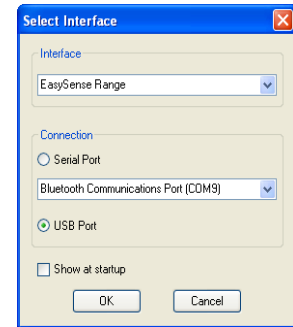 Select Interface
Interface
EasySense Range
Connection
Serial Port
Bluetooth Communications Port (COM9)
USB Port
Show at startup
OK
Cancel